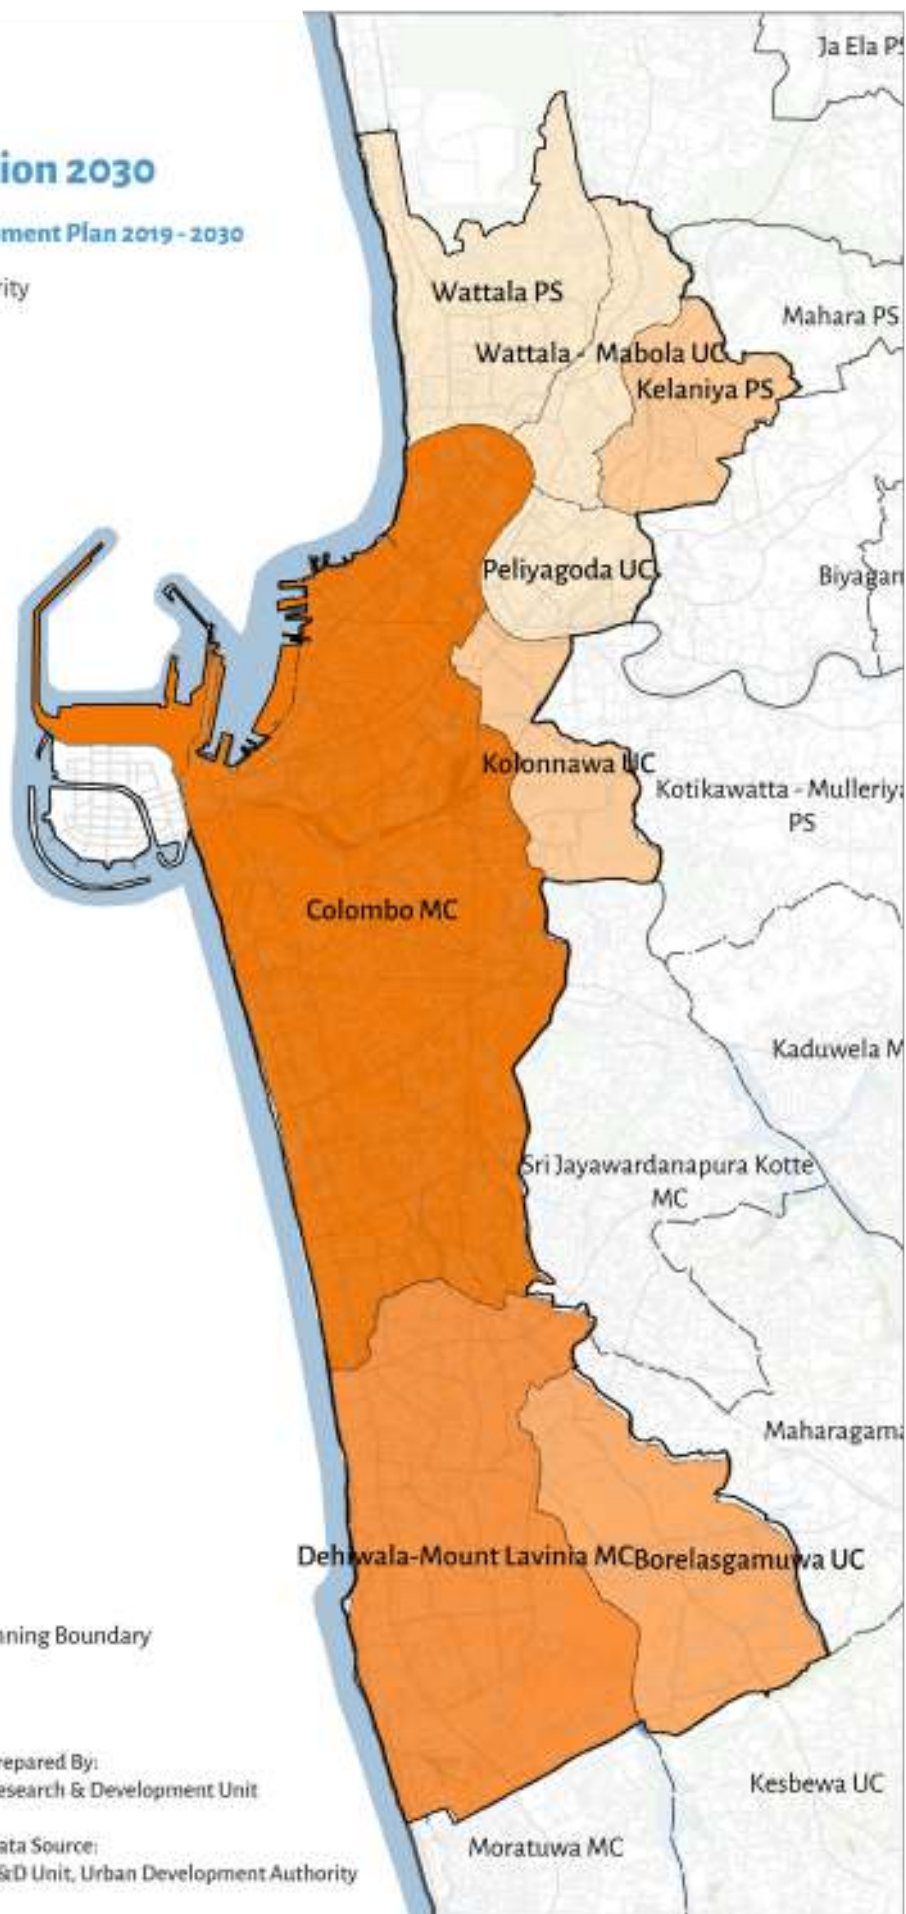 ion 2030
ment Plan 2019 - 2030
rity
Ja Ela PS
Wattala PS
Mahara PS
Wattala - Mabola UC
Kelaniya PS
Peliyagoda UC
Biyagam
Kolonnawa UC
Kotikawatta - Mulleriya
PS
Colombo MC
Kaduwela M
Sri Jayawardanapura Kotte
MC
Maharagama
Dehiwala-Mount Lavinia MC
Borelasgamuwa UC
nning Boundary
repared By:
esearch & Development Unit
Kesbewa UC
ata Source:
&D Unit, Urban Development Authority
Moratuwa MC